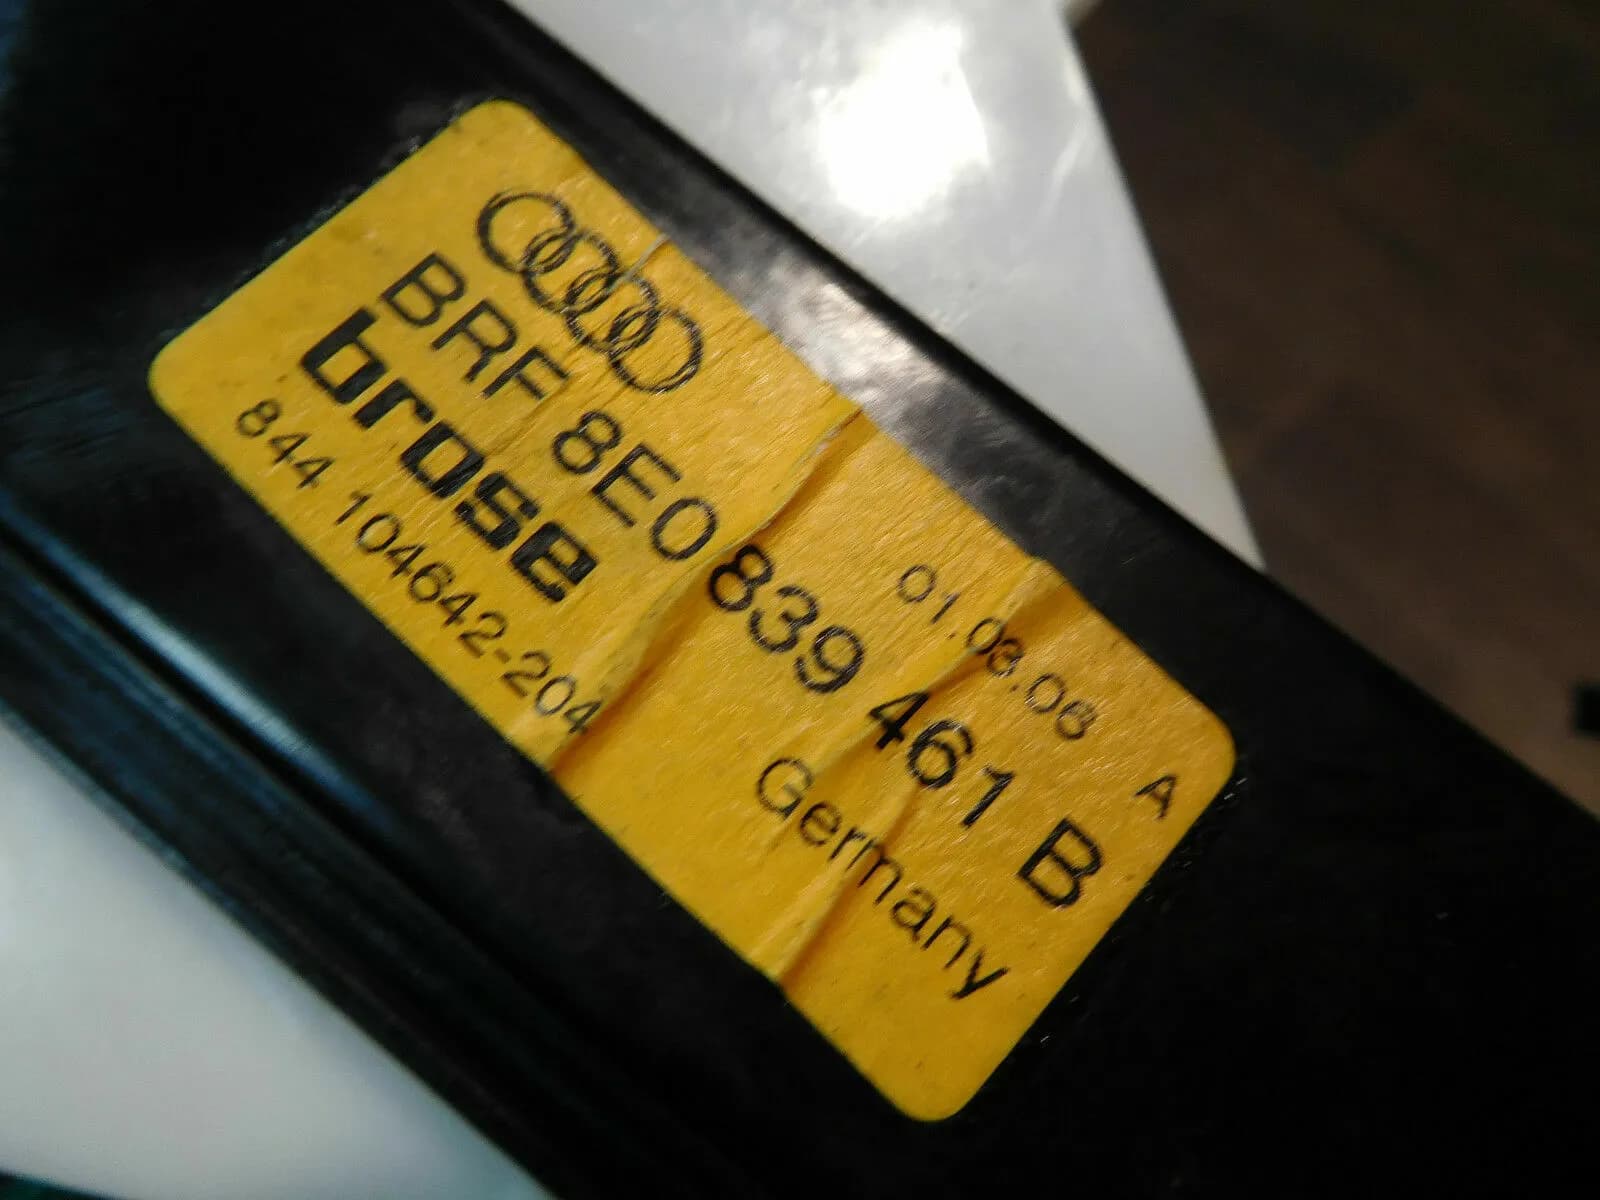 01.03.08 A
BRF 8E0 839 461 B
brose Germany
844 10642-204